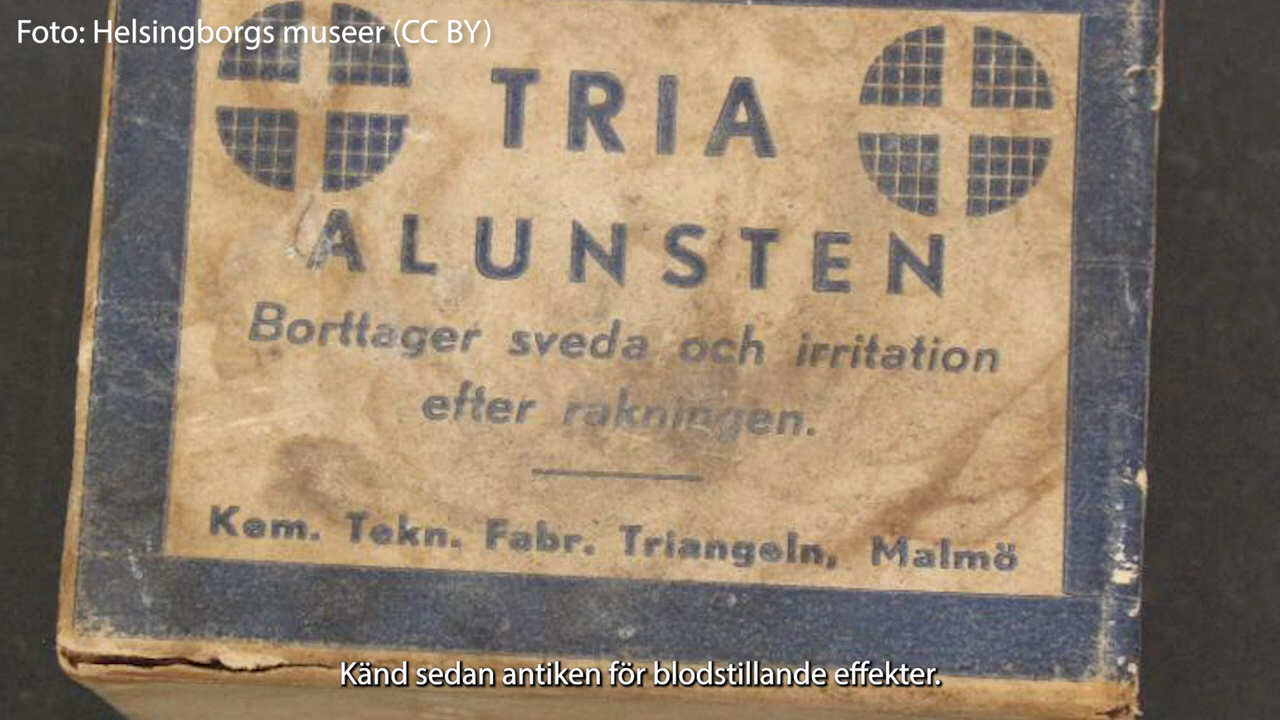 Foto: Helsingborgs museer (CC BY)
TRIA
ALUNSTEN
Borttager sveda och irritation
efter rakningen.
Kem. Tekn. Fabr. Triangeln, Malmö
Känd sedan antiken för blodstillande effekter.